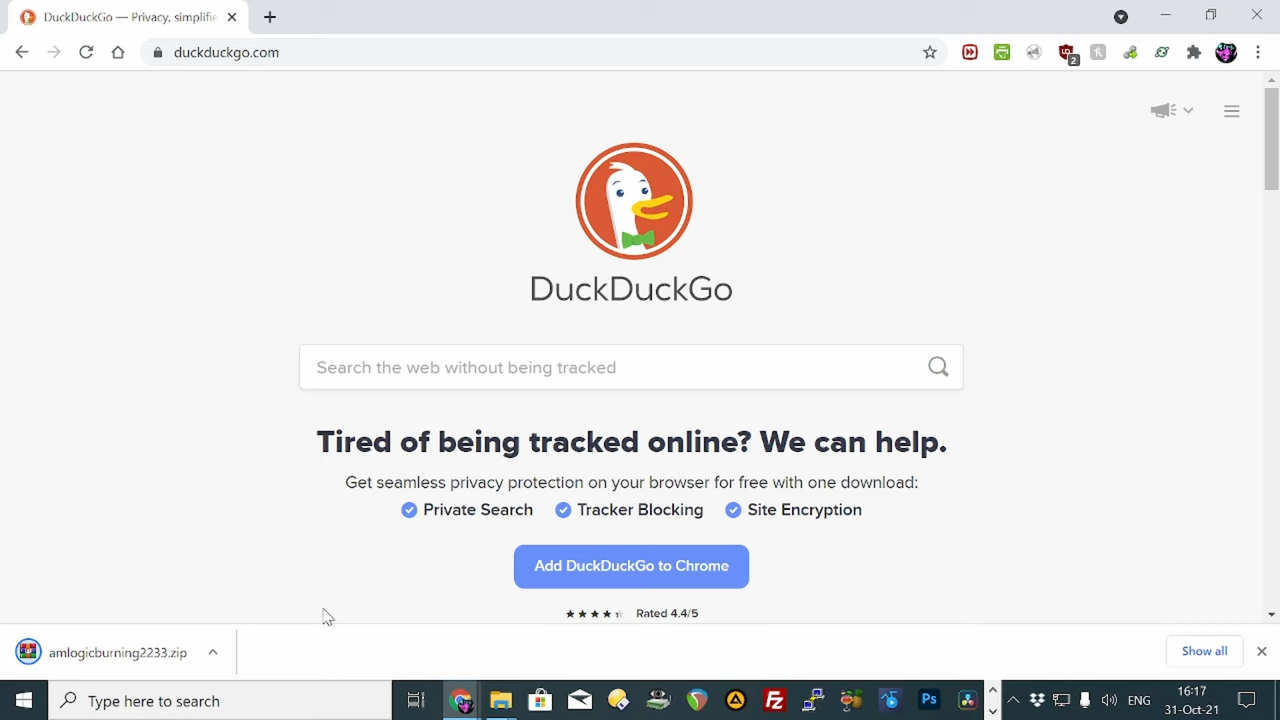 DuckDuckGo — Privacy, simplifie
duckduckgo.com
2
DuckDuckGo
Search the web without being tracked
Tired of being tracked online? We can help.
Get seamless privacy protection on your browser for free with one download:
Private Search Tracker Blocking Site Encryption
Add DuckDuckGo to Chrome
Rated 4.4/5
amlogicburning2233.zip
Show all
Type here to search
Fz
Ps
ENG
16:17
31-Oct-21